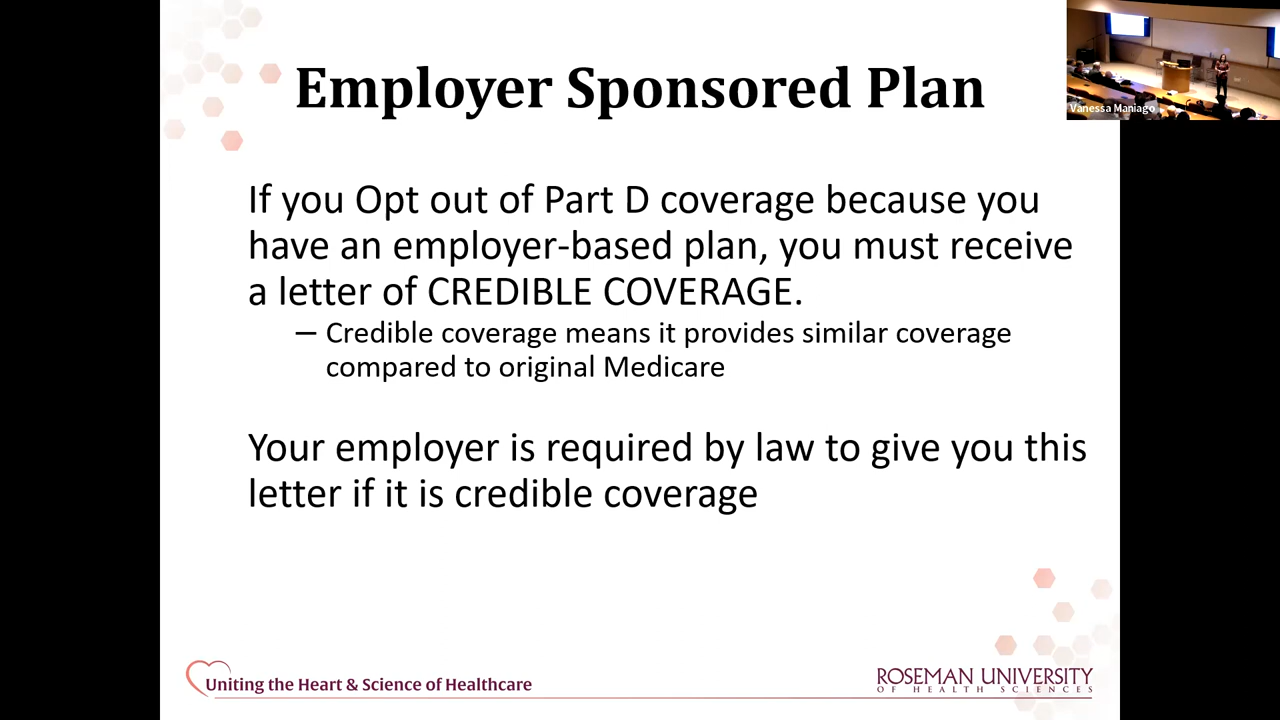 Employer Sponsored Plan
Vanessa Maniago
If you Opt out of Part D coverage because you
have an employer-based plan, you must receive
a letter of CREDIBLE COVERAGE.
– Credible coverage means it provides similar coverage
compared to original Medicare
Your employer is required by law to give you this
letter if it is credible coverage
Uniting the Heart & Science of Healthcare
ROSEMAN UNIVERSITY
OF HEALTH SCIENCES